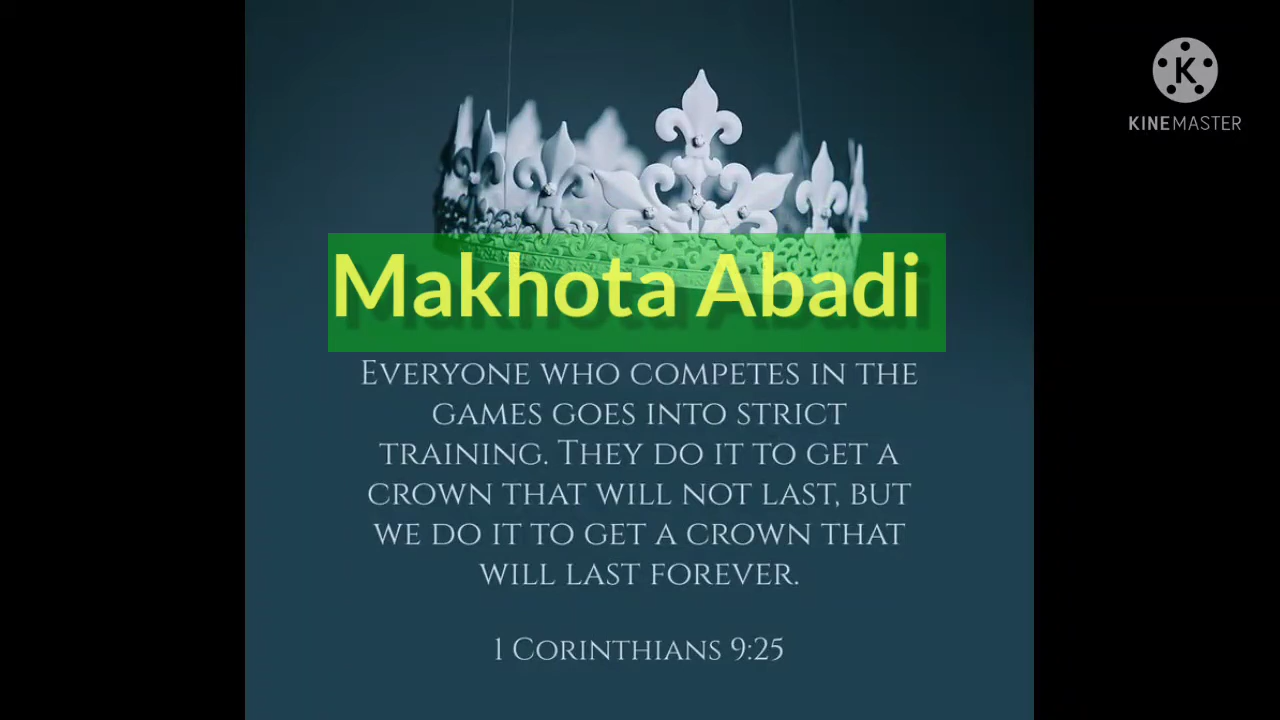 K
KINEMASTER
Makhota Abadi
EVERYONE WHO COMPETES IN THE
GAMES GOES INTO STRICT
TRAINING. THEY DO IT TO GET A
CROWN THAT WILL NOT LAST, BUT
WE DO IT TO GET A CROWN THAT
WILL LAST FOREVER.
1 CORINTHIANS 9:25